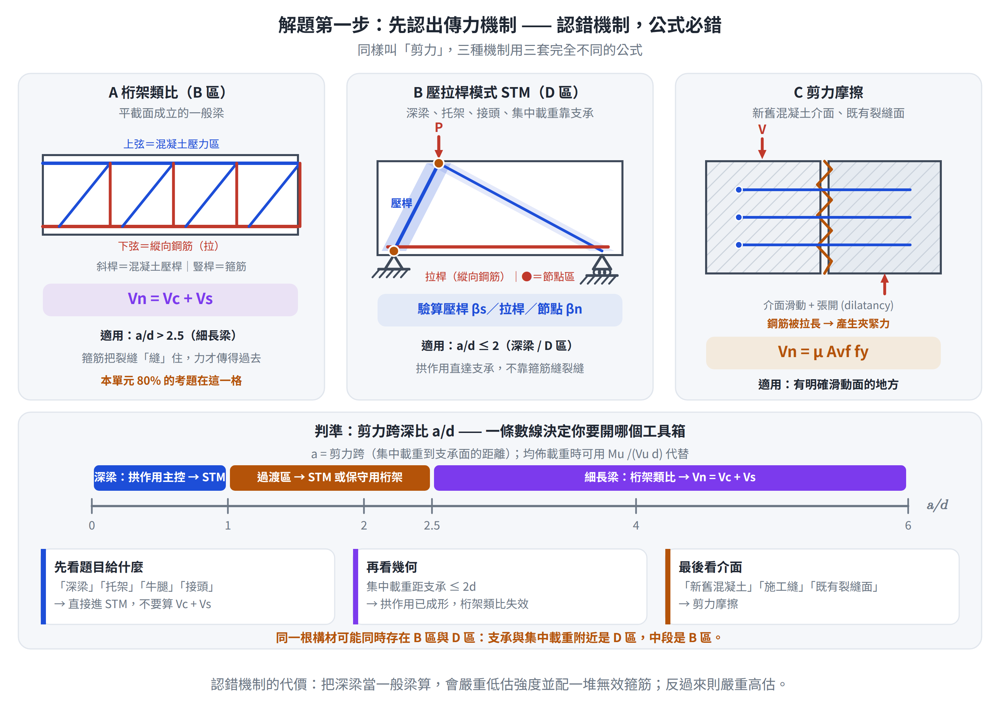 解題第一步：先認出傳力機制 —— 認錯機制，公式必錯
同樣叫「剪力」，三種機制用三套完全不同的公式
A 桁架類比（B 區）
平截面成立的一般梁
上弦＝混凝土壓力區
下弦＝縱向鋼筋（拉）
斜桿＝混凝土壓桿｜豎桿＝箍筋
Vn = Vc + Vs
適用：a/d > 2.5（細長梁）
箍筋把裂縫「縫」住，力才傳得過去
本單元 80% 的考題在這一格
B 壓拉桿模式 STM（D 區）
深梁、托架、接頭、集中載重靠支承
P
壓桿
拉桿（縱向鋼筋）｜●＝節點區
驗算壓桿 βs／拉桿／節點 βn
適用：a/d ≤ 2（深梁 / D 區）
拱作用直達支承，不靠箍筋縫裂縫
C 剪力摩擦
新舊混凝土介面、既有裂縫面
V
介面滑動 + 張開 (dilatancy)
鋼筋被拉長 → 產生夾緊力
Vn = μ Avf fy
適用：有明確滑動面的地方
判準：剪力跨深比 a/d —— 一條數線決定你要開哪個工具箱
a = 剪力跨（集中載重到支承面的距離）；均佈載重時可用 Mu /(Vu d) 代替
深梁：拱作用主控 → STM
過渡區 → STM 或保守用桁架
細長梁：桁架類比 → Vn = Vc + Vs
a/d
0 1 2 2.5 4 6
先看題目給什麼
「深梁」「托架」「牛腿」「接頭」
→ 直接進 STM，不要算 Vc + Vs
再看幾何
集中載重距支承 ≤ 2d
→ 拱作用已成形，桁架類比失效
最後看介面
「新舊混凝土」「施工縫」「既有裂縫面」
→ 剪力摩擦
同一根構材可能同時存在 B 區與 D 區：支承與集中載重附近是 D 區，中段是 B 區。
認錯機制的代價：把深梁當一般梁算，會嚴重低估強度並配一堆無效箍筋；反過來則嚴重高估。